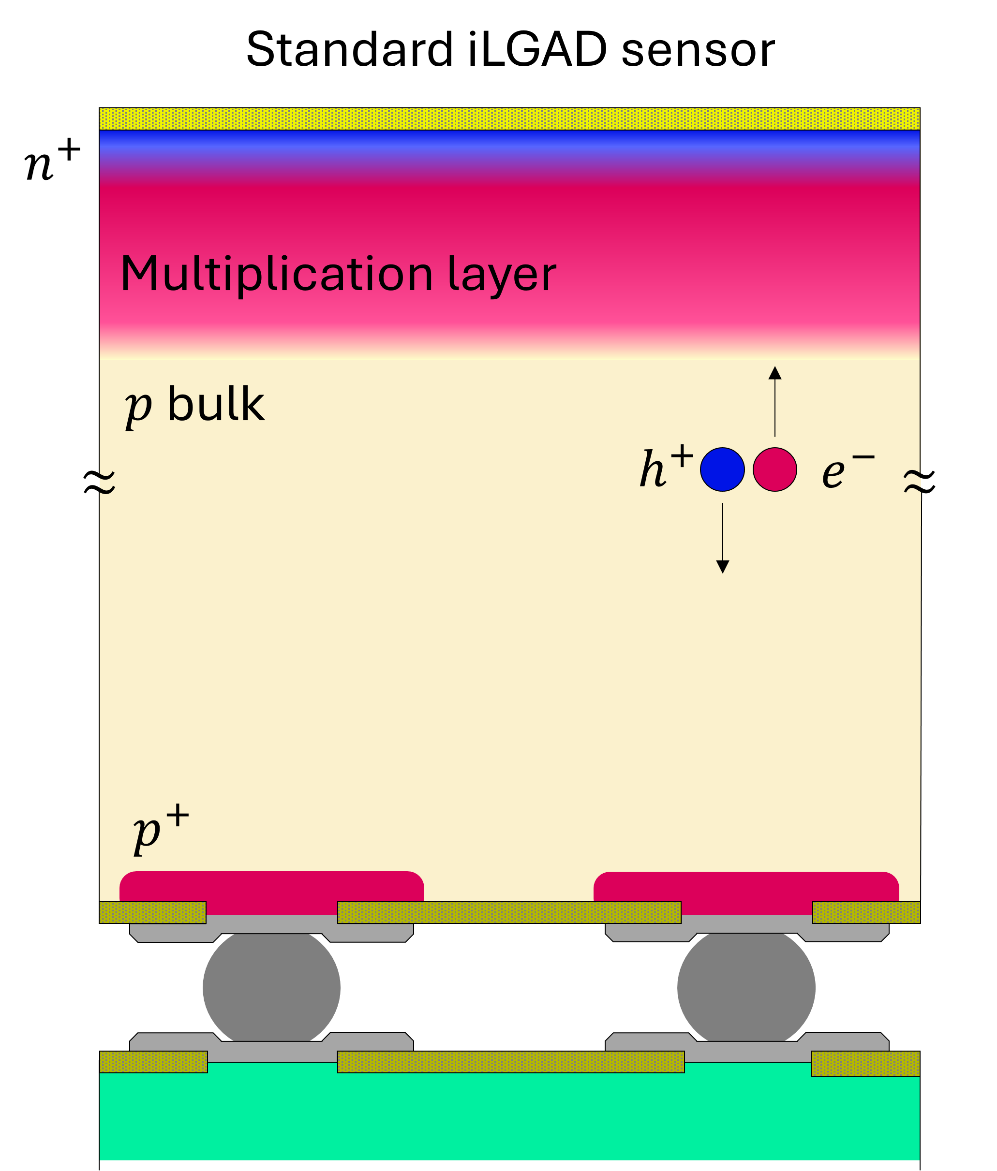 Standard iLGAD sensor
n⁺
Multiplication layer
p bulk
h⁺ e⁻
≈ ≈
p⁺